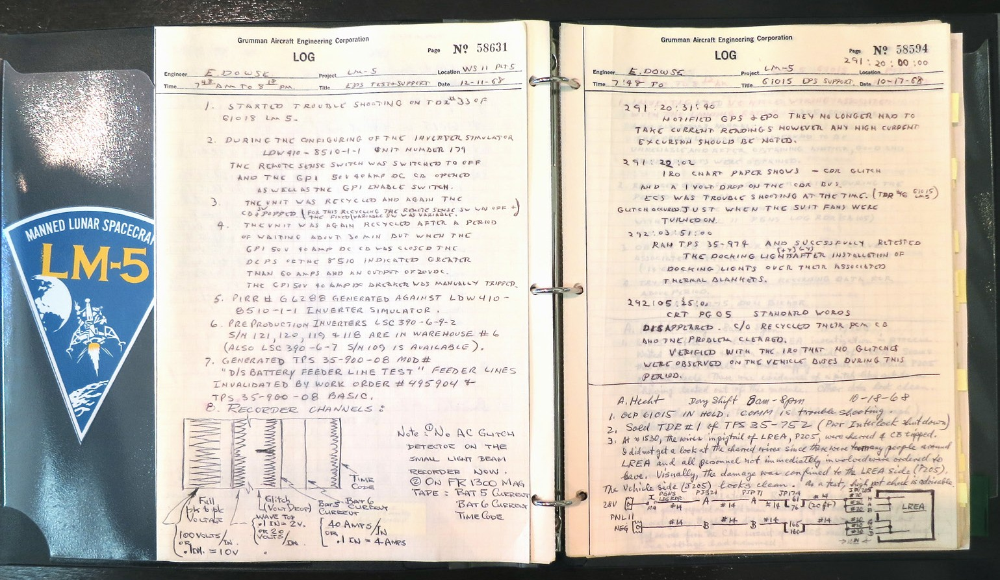 MANNED LUNAR SPACECRA
LM-5
Grumman Aircraft Engineering Corporation
LOG
Page Nº 58631
Engineer E. DOWSE Project LM-5 Location WS 11 PLT 5
Time 7 48 AM TO 8 18 PM. Title EPS TEST & SUPPORT Date 12-11-68
1. STARTED TROUBLE SHOOTING ON TDR #33 OF
61018 LM 5.
2. DURING THE CONFIGURING OF THE INVERTER SIMULATOR
LDW 410-8510-1-1 UNIT NUMBER 179
THE REMOTE SENSE SWITCH WAS SWITCHED TO OFF
AND THE GPI 50V 40 AMP DC CB OPENED
AS WELL AS THE GPI ENABLE SWITCH.
3. THE UNIT WAS RECYCLED AND AGAIN THE
CB & SW POPPED. (FOR THIS RECYCLING THE REMOTE SENSE SW WAS OFF +
THE FIXED/VARIABLE SW WAS VARIABLE.)
4. THE UNIT WAS AGAIN RECYCLED AFTER A PERIOD
OF WAITING ABOUT 30 MIN BUT WHEN THE
GPI 50V 40 AMP DC CB WAS CLOSED THE
DCPS OF THE 8510 INDICATED GREATER
THAN 60 AMPS AND AN OUTPUT OF 20VDC.
THE GPI 50V 40 AMP DC BREAKER WAS MANUALLY TRIPPED.
5. PIRR # G6288 GENERATED AGAINST LDW 410-
8510-1-1 INVERTER SIMULATOR.
6. PREPRODUCTION INVERTERS LSC 390-6-9-2
S/N 121, 120, 119 & 118 ARE IN WAREHOUSE #6
(ALSO LSC 390-6-7 S/N 109 IS AVAILABLE).
7. GENERATED TPS 35-900-08 MOD #
"D/S BATTERY FEEDER LINE TEST" FEEDER LINES
INVALIDATED BY WORK ORDER #495904 &
TPS 35-900-08 BASIC.
8. RECORDER CHANNELS:
Full pk to pk VOLTAGE
100 VOLTS/IN.
OR
.1 IN. = 10V
Glitch (VOLT DROP)
WAVE TOP
.1 IN = 2V.
OR 20 VOLTS/IN.
BAT 5 CURRENT
BAT 6 CURRENT
40 AMPS/IN
OR
.1 IN = 4 AMPS
TIME CODE
Note: ① NO AC GLITCH
DETECTOR ON THE
SMALL LIGHT BEAM
RECORDER NOW.
② ON FR 1300 MAG
TAPE: BAT 5 CURRENT
BAT 6 CURRENT
TIME CODE
Grumman Aircraft Engineering Corporation
LOG
Page Nº 58594
291:20:00:00
Engineer E. DOWSE Project LM-5 Location
Time 7:48 TO Title 61015 EPS SUPPORT Date 10-17-68
291:20:31:40
NOTIFIED GPS & EPO THEY NO LONGER HAD TO
TAKE CURRENT READINGS HOWEVER ANY HIGH CURRENT
EXCURSION SHOULD BE NOTED.
291:22:02
IRO CHART PAPER SHOWS - CDR GLITCH
AND A 1 VOLT DROP ON THE CDR BUS.
ECS WAS TROUBLE SHOOTING AT THE TIME. (TDR #6 61015 LM5)
GLITCH OCCURED JUST WHEN THE SUIT FANS WERE
TURNED ON.
292:03:51:00
RAN TPS 35-974 AND SUCESSFULLY RETESTED
THE DOCKING LIGHTS (+Y)(-Y) AFTER INSTALLATION OF
DOCKING LIGHTS OVER THEIR ASSOCIATED
THERMAL BLANKETS.
292:05:15:0
CRT PG 05 STANDARD WORDS
DISAPPEARED. C/O RECYCLED THEIR PCM CB
AND THE PROBLEM CLEARED.
VERIFIED WITH THE IRO THAT NO GLITCHES
WERE OBSERVED ON THE VEHICLE BUSES DURING THIS
PERIOD.
A. Hecht Day Shift 8am-8pm 10-18-68
1. OCP 61015 IN HOLD. COMM is trouble shooting.
2. Sold TDR #1 of TPS 35-752 (Pwr Interlock shut down)
3. At ≈ 1530, the wires in pigtail of LREA, P205, were charred & CB tripped.
I did not get a look at the charred wires since there were too many people around
LREA and all personnel not immediately involved were ordered to
leave. Visually, the damage was confined to the LREA side (P205).
The vehicle side (J205) looks clean. As a test, high pot check is advisable.
28V PGNS LDG RDR 10A #14 PJ321 A #14 PJP71 A #14 JP174 61 76 #14 (20 ft) #20 #20 #20 H A B LREA
PNL 11
NEG #14 B #14 B #14 165 160 #14 #20 #20 #20